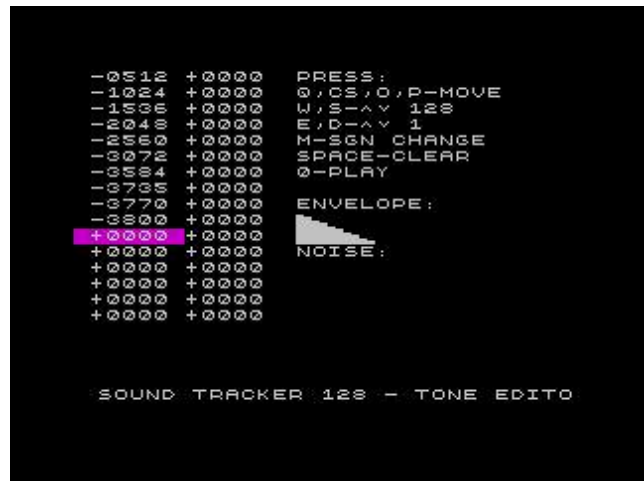 -0512 +0000 PRESS:
-1024 +0000 Q,CS,O,P-MOVE
-1536 +0000 W,S-^v 128
-2048 +0000 E,D-^v 1
-2560 +0000 M-SGN CHANGE
-3072 +0000 SPACE-CLEAR
-3584 +0000 0-PLAY
-3735 +0000
-3770 +0000 ENVELOPE:
-3800 +0000
+0000 +0000
+0000 +0000 NOISE:
+0000 +0000
+0000 +0000
+0000 +0000
+0000 +0000
SOUND TRACKER 128 - TONE EDITO